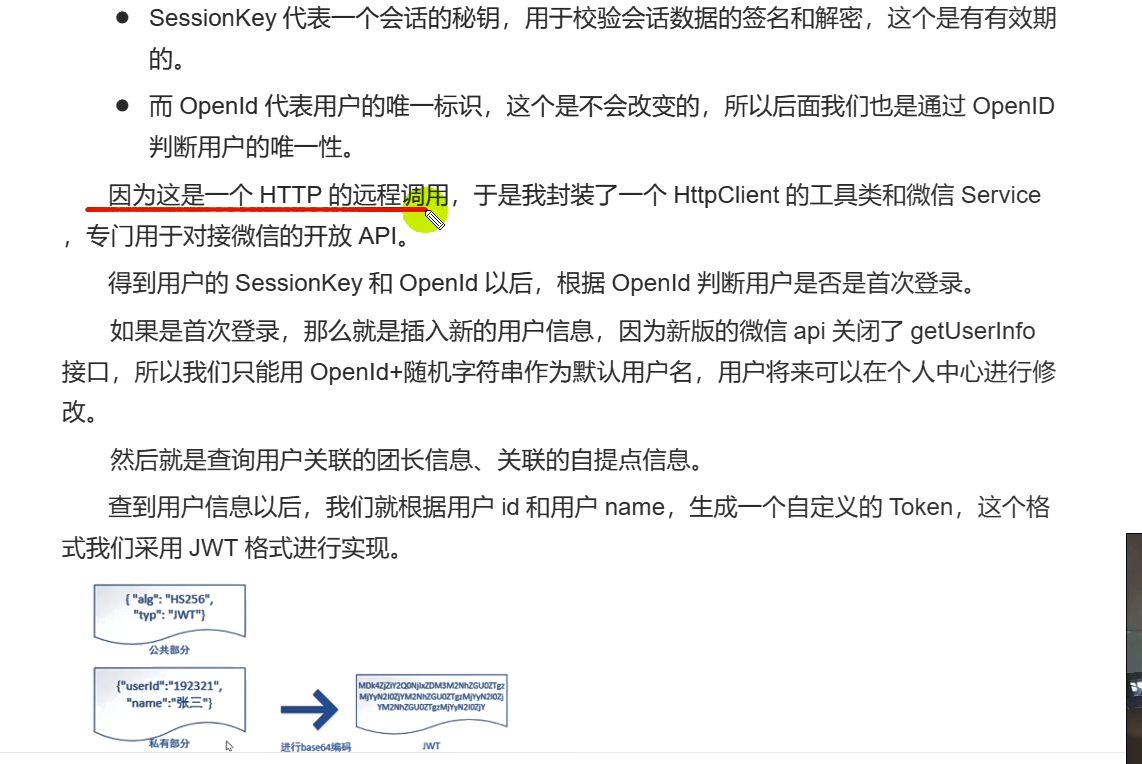 ● SessionKey 代表一个会话的秘钥，用于校验会话数据的签名和解密，这个是有有效期
的。
● 而 OpenId 代表用户的唯一标识，这个是不会改变的，所以后面我们也是通过 OpenID
判断用户的唯一性。
因为这是一个 HTTP 的远程调用，于是我封装了一个 HttpClient 的工具类和微信 Service
，专门用于对接微信的开放 API。
得到用户的 SessionKey 和 OpenId 以后，根据 OpenId 判断用户是否是首次登录。
如果是首次登录，那么就是插入新的用户信息，因为新版的微信 api 关闭了 getUserInfo
接口，所以我们只能用 OpenId+随机字符串作为默认用户名，用户将来可以在个人中心进行修
改。
然后就是查询用户关联的团长信息、关联的自提点信息。
查到用户信息以后，我们就根据用户 id 和用户 name，生成一个自定义的 Token，这个格
式我们采用 JWT 格式进行实现。
{ "alg": "HS256",
"typ": "JWT"}
公共部分
{"userId":"192321",
"name":"张三"}
私有部分
进行base64编码
JWT